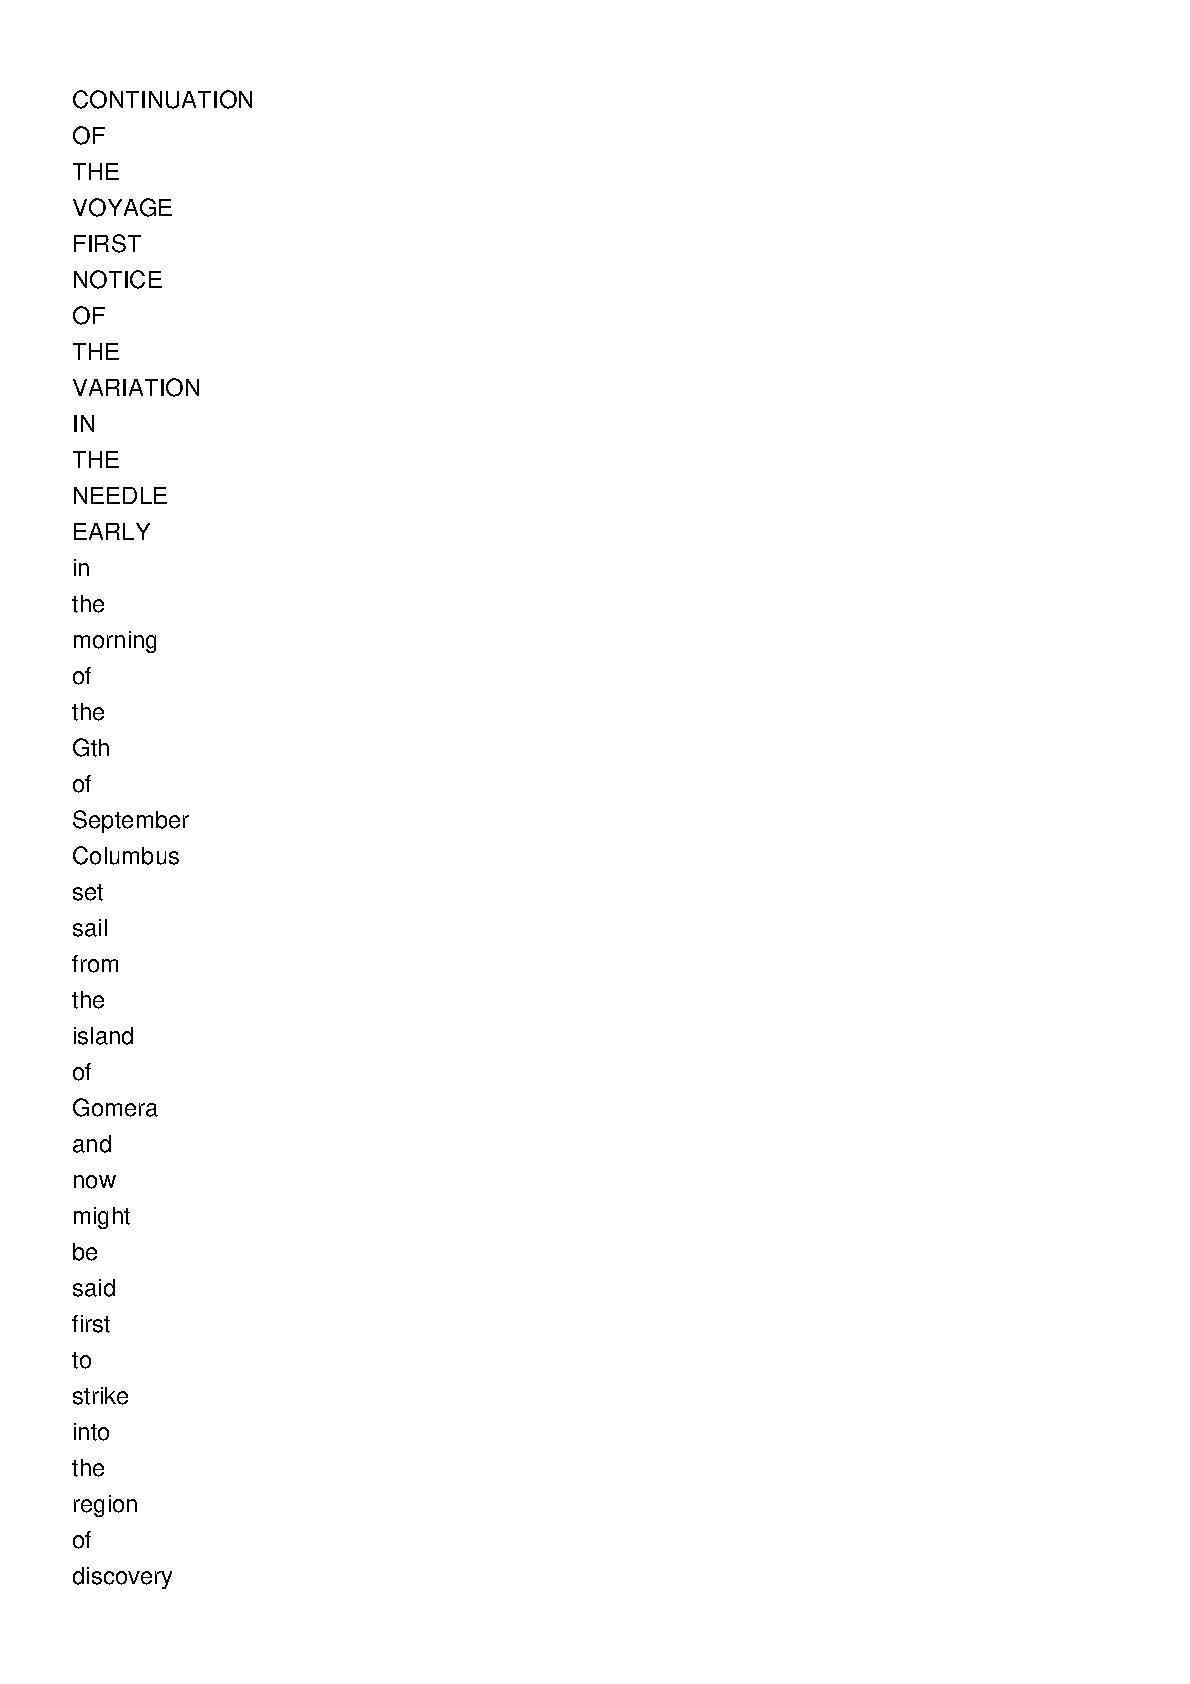 CONTINUATION
OF
THE
VOYAGE
FIRST
NOTICE
OF
THE
VARIATION
IN
THE
NEEDLE
EARLY
in
the
morning
of
the
Gth
of
September
Columbus
set
sail
from
the
island
of
Gomera
and
now
might
be
said
first
to
strike
into
the
region
of
discovery